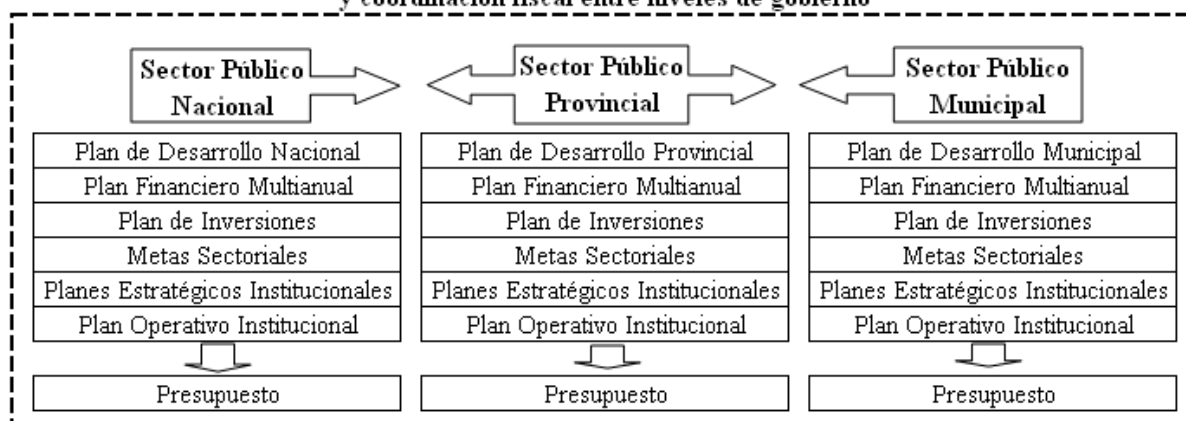 y coordinación fiscal entre niveles de gobierno
Sector Público
Nacional
Plan de Desarrollo Nacional
Plan Financiero Multianual
Plan de Inversiones
Metas Sectoriales
Planes Estratégicos Institucionales
Plan Operativo Institucional
Presupuesto
Sector Público
Provincial
Plan de Desarrollo Provincial
Plan Financiero Multianual
Plan de Inversiones
Metas Sectoriales
Planes Estratégicos Institucionales
Plan Operativo Institucional
Presupuesto
Sector Público
Municipal
Plan de Desarrollo Municipal
Plan Financiero Multianual
Plan de Inversiones
Metas Sectoriales
Planes Estratégicos Institucionales
Plan Operativo Institucional
Presupuesto